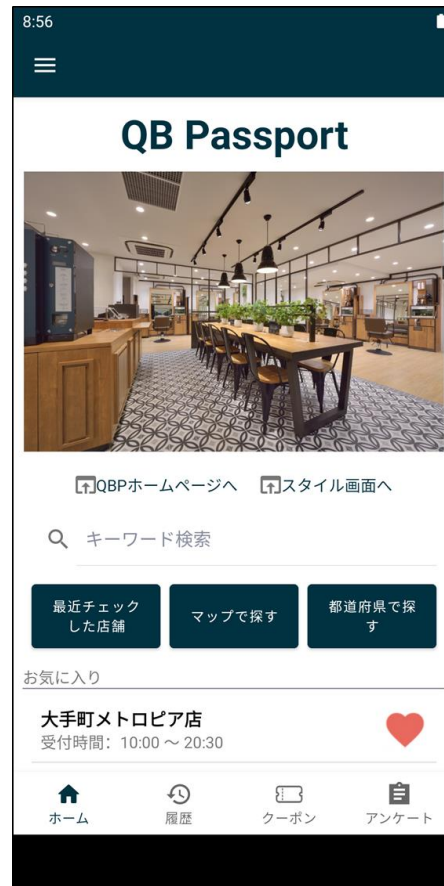 8:56
QB Passport
QBPホームページへ スタイル画面へ
キーワード検索
最近チェック
した店舗
マップで探す
都道府県で探
す
お気に入り
大手町メトロピア店
受付時間：10:00 ～ 20:30
ホーム 履歴 クーポン アンケート